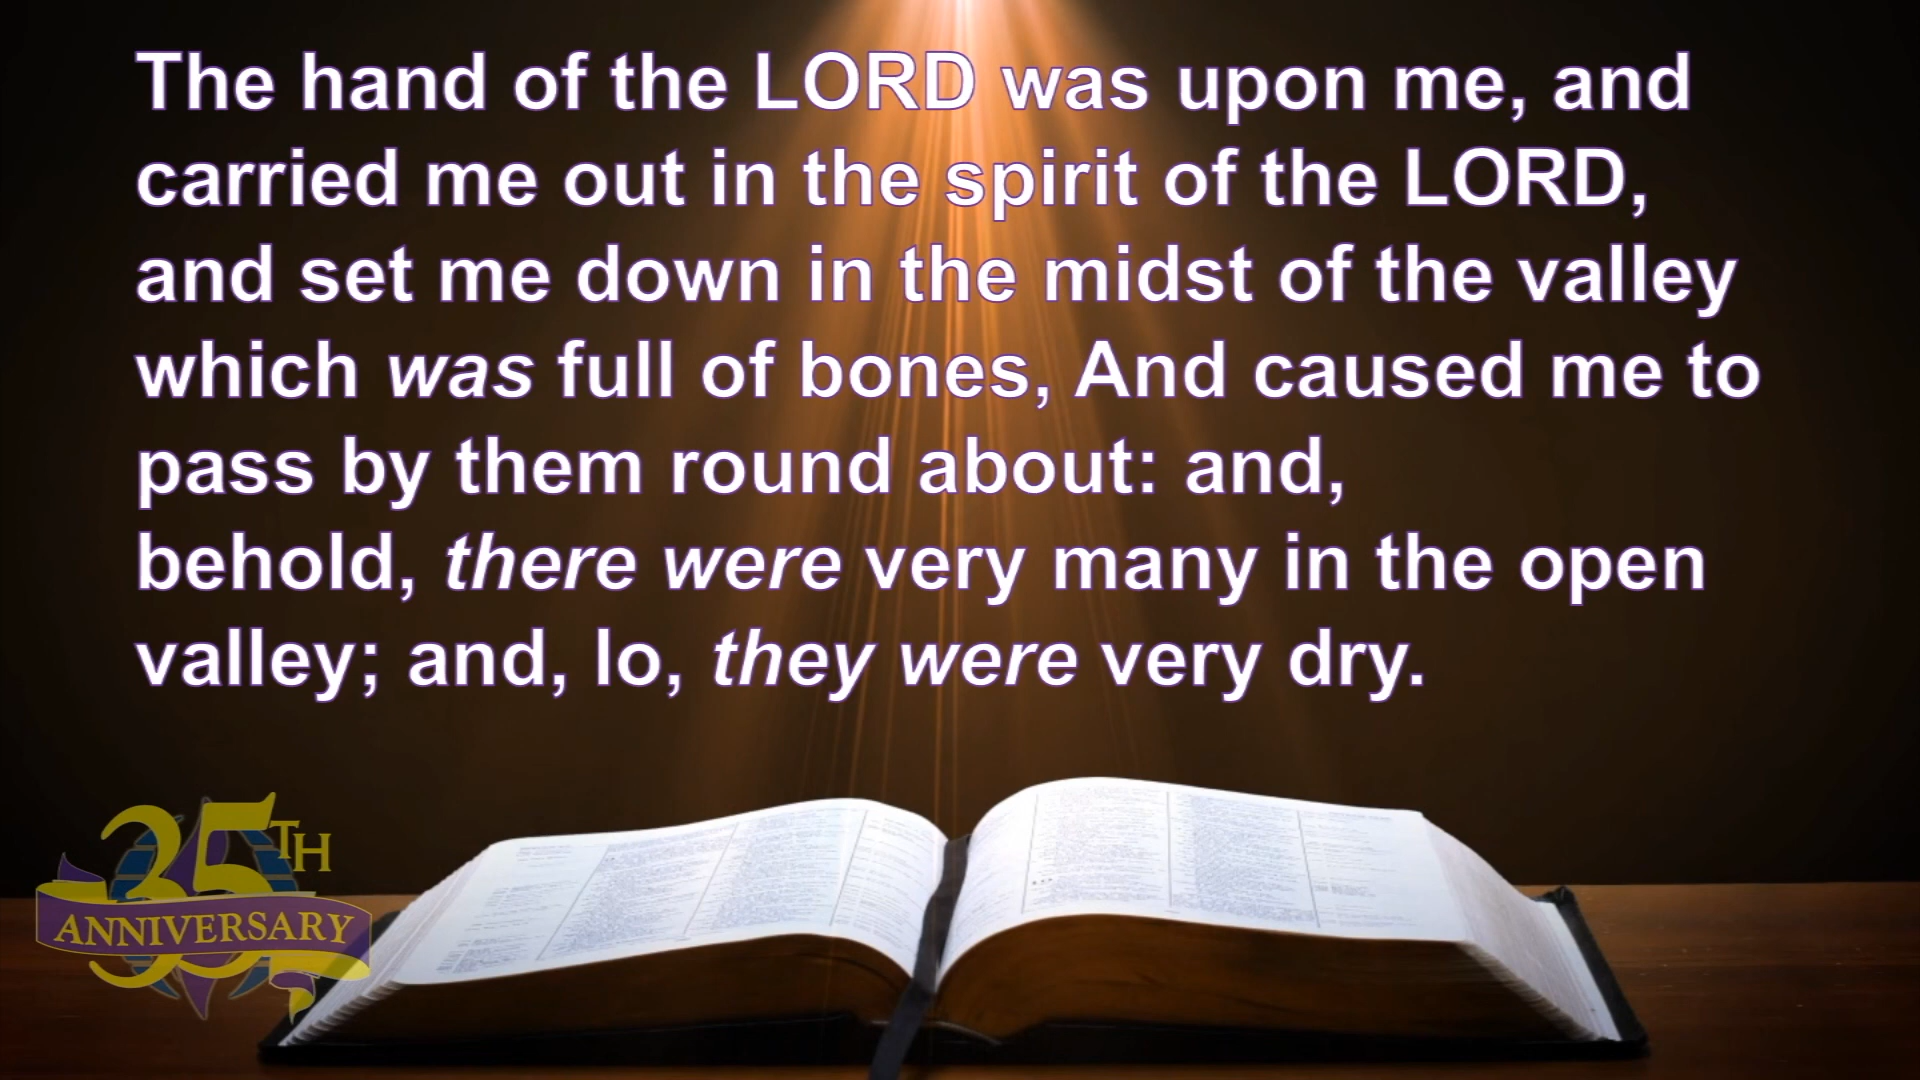 The hand of the LORD was upon me, and
carried me out in the spirit of the LORD,
and set me down in the midst of the valley
which was full of bones, And caused me to
pass by them round about: and,
behold, there were very many in the open
valley; and, lo, they were very dry.
35TH
ANNIVERSARY